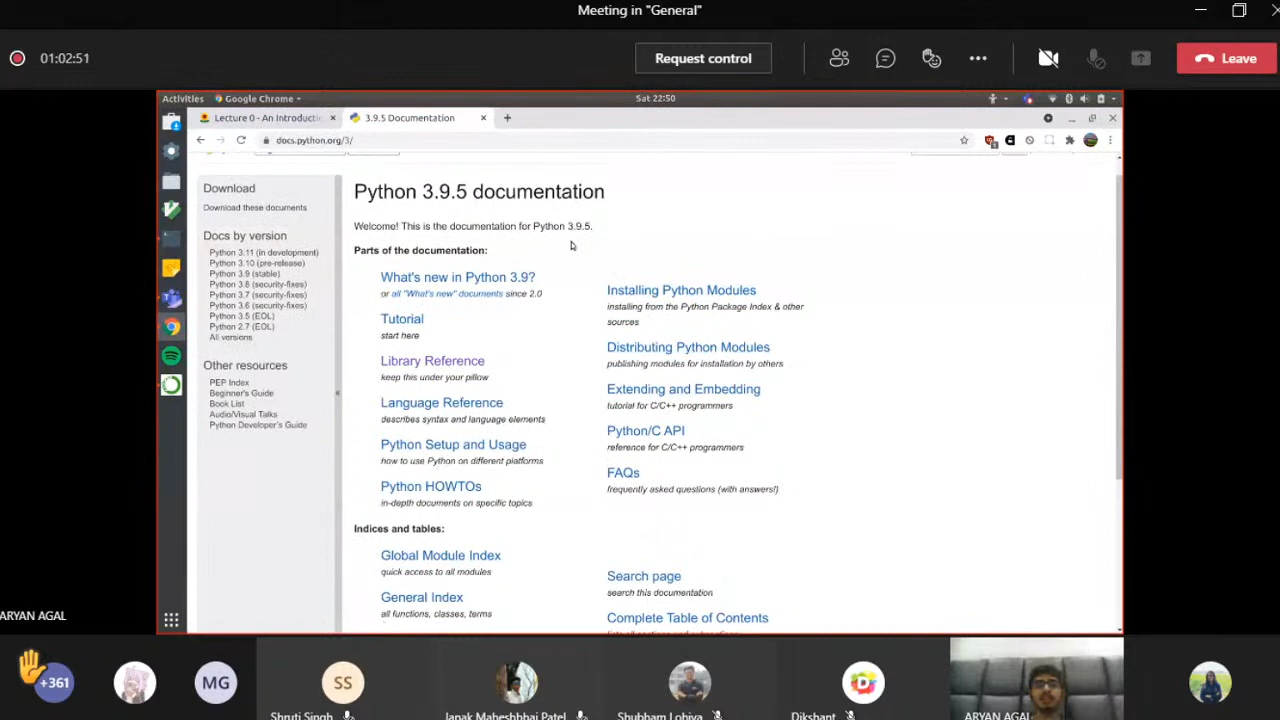 Meeting in "General"
01:02:51
Request control
Leave
Activities
Google Chrome
Sat 22:50
Lecture 0 - An Introducti
3.9.5 Documentation
docs.python.org/3/
Download
Download these documents
Docs by version
Python 3.11 (in development)
Python 3.10 (pre-release)
Python 3.9 (stable)
Python 3.8 (security-fixes)
Python 3.7 (security-fixes)
Python 3.6 (security-fixes)
Python 3.5 (EOL)
Python 2.7 (EOL)
All versions
Other resources
PEP Index
Beginner's Guide
Book List
Audio/Visual Talks
Python Developer's Guide
Python 3.9.5 documentation
Welcome! This is the documentation for Python 3.9.5.
Parts of the documentation:
What's new in Python 3.9?
or all "What's new" documents since 2.0
Tutorial
start here
Library Reference
keep this under your pillow
Language Reference
describes syntax and language elements
Python Setup and Usage
how to use Python on different platforms
Python HOWTOs
in-depth documents on specific topics
Installing Python Modules
installing from the Python Package Index & other
sources
Distributing Python Modules
publishing modules for installation by others
Extending and Embedding
tutorial for C/C++ programmers
Python/C API
reference for C/C++ programmers
FAQs
frequently asked questions (with answers!)
Indices and tables:
Global Module Index
quick access to all modules
General Index
all functions, classes, terms
Search page
search this documentation
Complete Table of Contents
lists all sections and subsections
ARYAN AGAL
+361
MG
SS
Shruti Singh
Janak Maheshbhai Patel
Shubham Lohiya
Dikshant
ARYAN AGAL